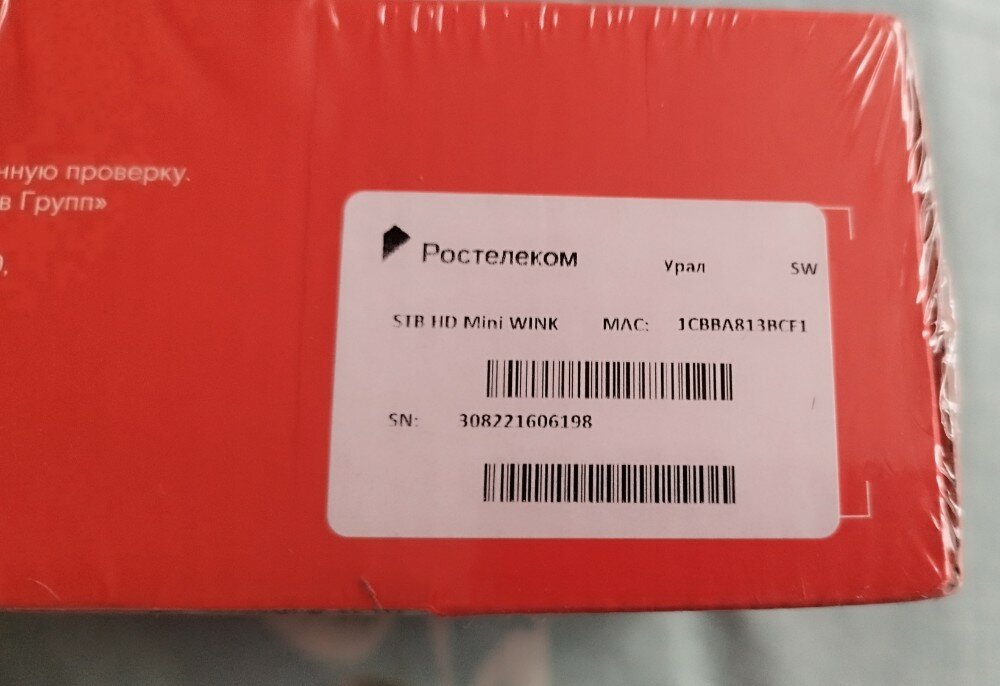 нную проверку.
в Групп»
Ростелеком
Урал
SW
STB HD Mini WINK
MAC: 1CBBA813BCF1
SN: 308221606198